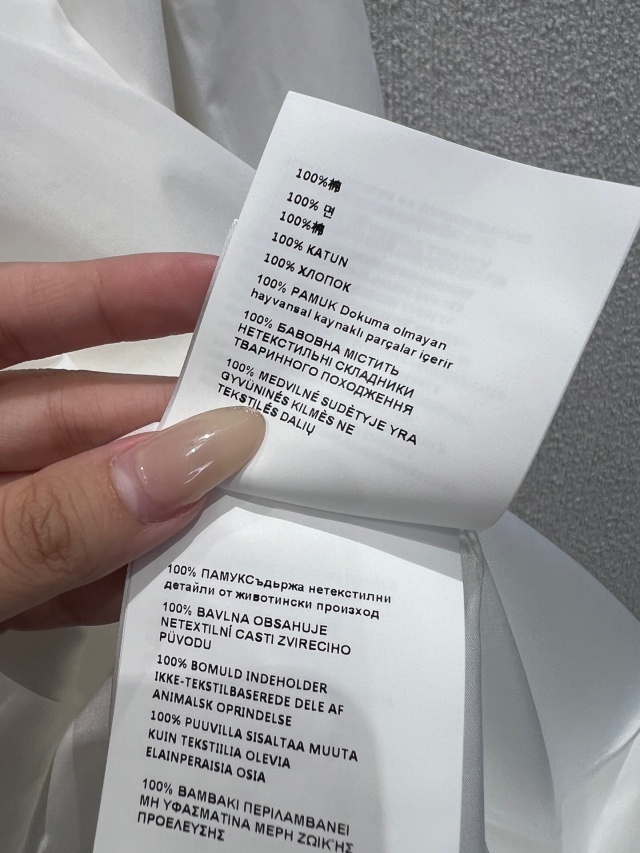 100%棉
100% 면
100%棉
100% KATUN
100% ХЛОПОК
100% PAMUK Dokuma olmayan
hayvansal kaynaklı parçalar içerir
100% БАВОВНА МІСТИТЬ
НЕТЕКСТИЛЬНІ СКЛАДНИКИ
ТВАРИННОГО ПОХОДЖЕННЯ
100% MEDVILNĖ SUDĖTYJE YRA
GYVŪNINĖS KILMĖS NE
TEKSTILĖS DALIŲ
100% ПАМУКСъдържа нетекстилни
детайли от животински произход
100% BAVLNA OBSAHUJE
NETEXTILNÍ CASTI ZVIRECIHO
PŮVODU
100% BOMULD INDEHOLDER
IKKE-TEKSTILBASEREDE DELE AF
ANIMALSK OPRINDELSE
100% PUUVILLA SISALTAA MUUTA
KUIN TEKSTIILIA OLEVIA
ELAINPERAISIA OSIA
100% ΒΑΜΒΑΚΙ ΠΕΡΙΛΑΜΒΑΝΕΙ
ΜΗ ΥΦΑΣΜΑΤΙΝΑ ΜΕΡΗ ΖΩΙΚΉΣ
ΠΡΟΕΛΕΥΣΗΣ